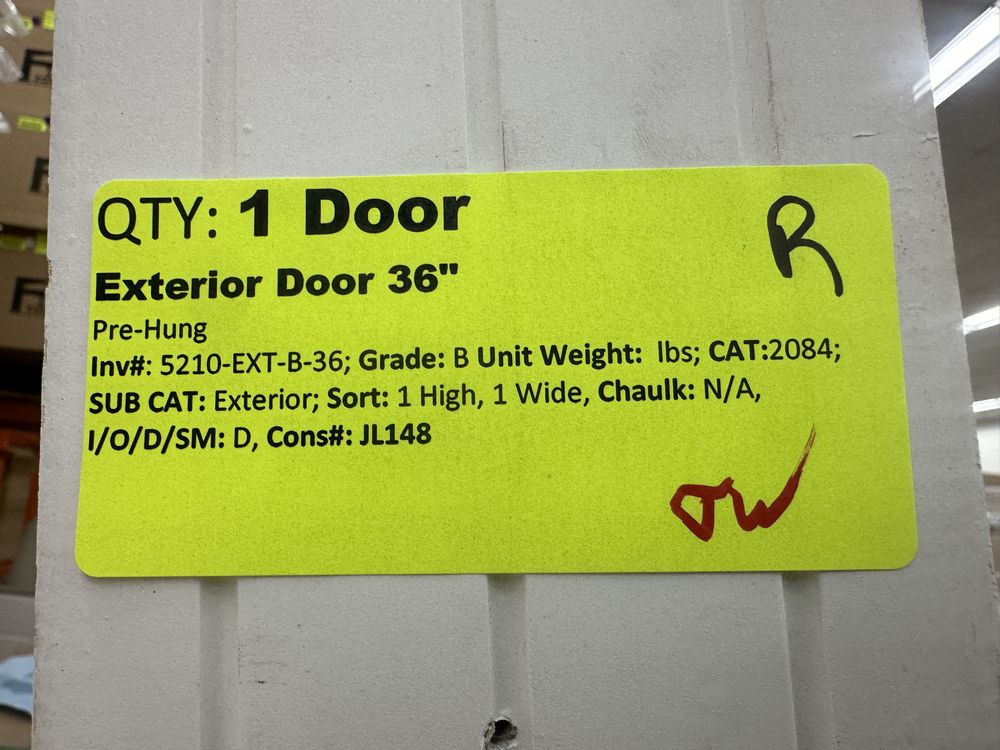 QTY: 1 Door
R
Exterior Door 36"
Pre-Hung
Inv#: 5210-EXT-B-36; Grade: B Unit Weight:  lbs; CAT:2084;
SUB CAT: Exterior; Sort: 1 High, 1 Wide, Chaulk: N/A,
I/O/D/SM: D, Cons#: JL148
OW